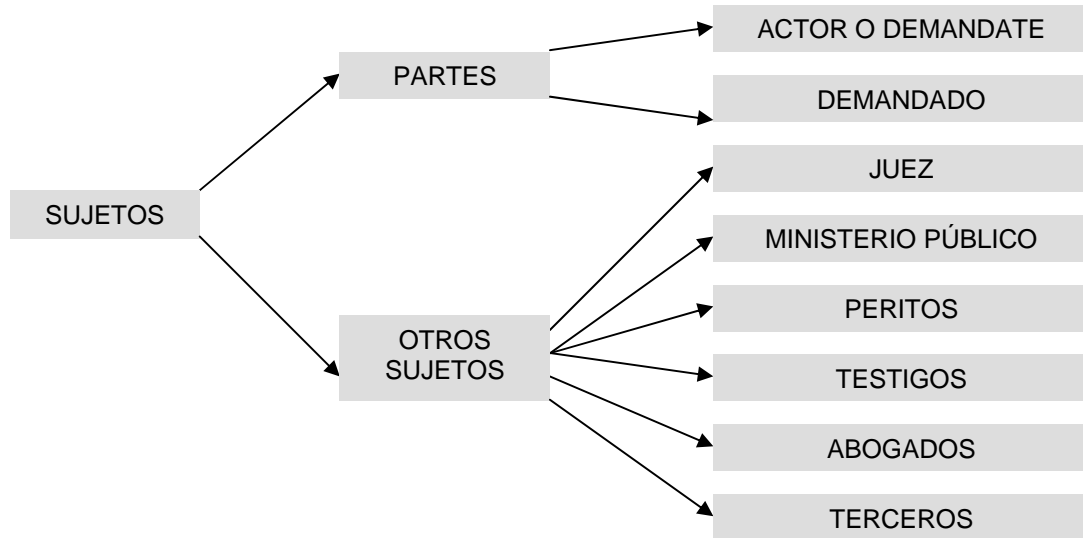 ACTOR O DEMANDATE
PARTES
DEMANDADO
JUEZ
SUJETOS
MINISTERIO PÚBLICO
PERITOS
OTROS
SUJETOS
TESTIGOS
ABOGADOS
TERCEROS